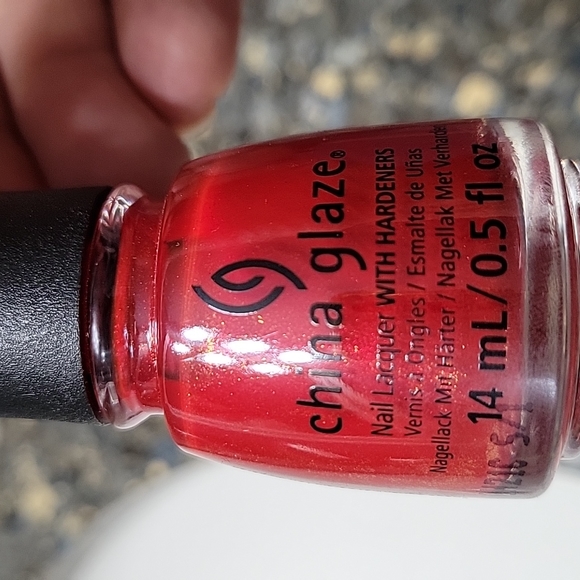 china glaze®
Nail Lacquer WITH HARDENERS
Vernis à Ongles / Esmalte de Uñas
Nagellack Mit Härter / Nagellak Met Verharder
14 mL/ 0.5 fl oz